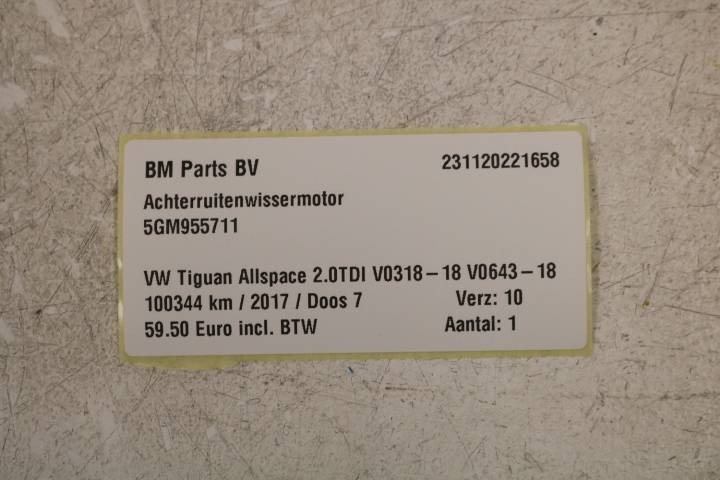 BM Parts BV 231120221658
Achterruitenwissermotor
5GM955711
VW Tiguan Allspace 2.0TDI V0318-18 V0643-18
100344 km / 2017 / Doos 7 Verz: 10
59.50 Euro incl. BTW Aantal: 1